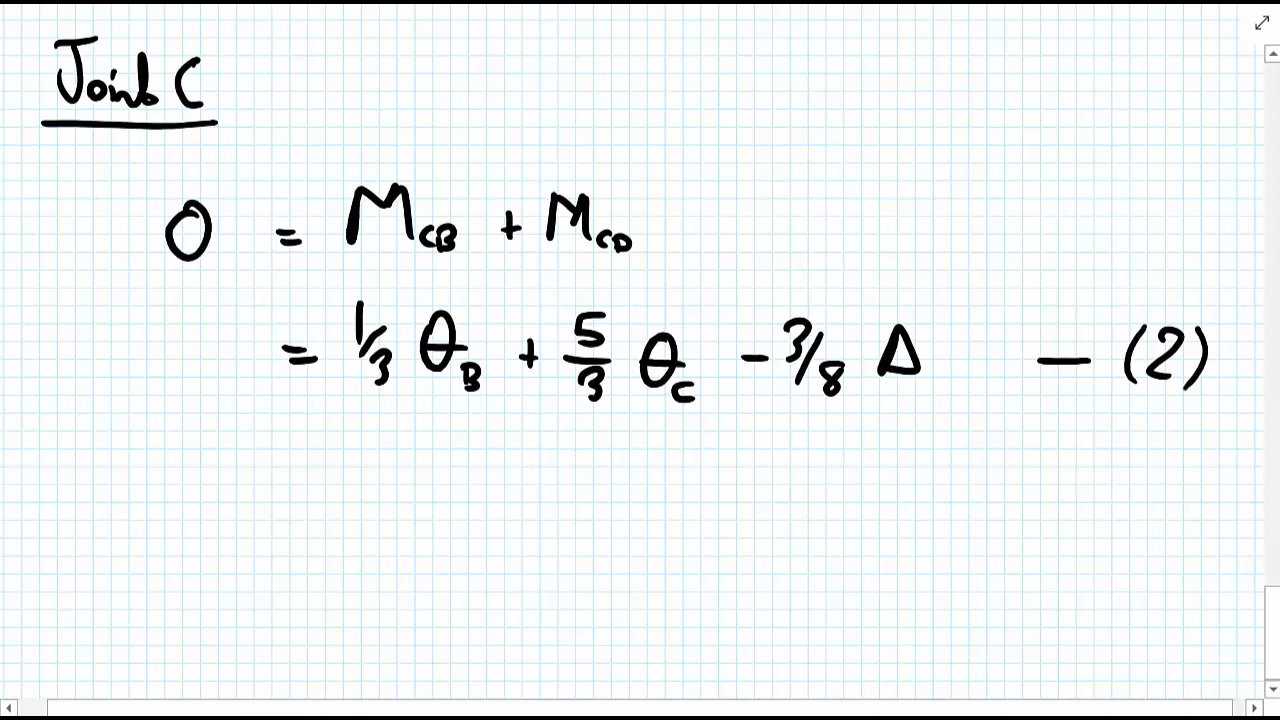 Joint C
0 = M_CB + M_CD
= 1/3 θ_B + 5/3 θ_C - 3/8 Δ — (2)